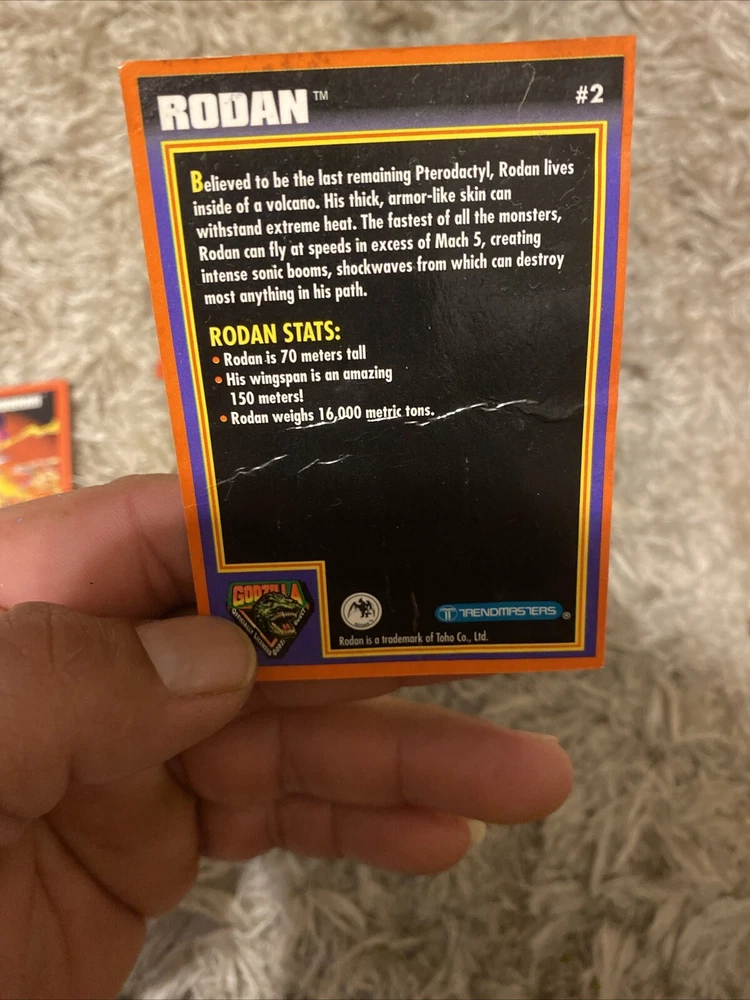 RODAN™
#2
Believed to be the last remaining Pterodactyl, Rodan lives
inside of a volcano. His thick, armor-like skin can
withstand extreme heat. The fastest of all the monsters,
Rodan can fly at speeds in excess of Mach 5, creating
intense sonic booms, shockwaves from which can destroy
most anything in his path.
RODAN STATS:
• Rodan is 70 meters tall
• His wingspan is an amazing
150 meters!
• Rodan weighs 16,000 metric tons.
GODZILLA
OFFICIALLY LICENSED
TRENDMASTERS®
Rodan is a trademark of Toho Co., Ltd.